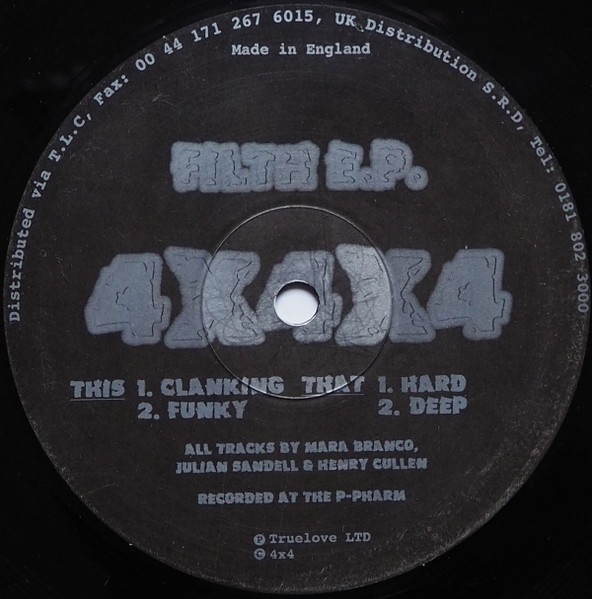 Distributed via T.L.C, Fax: 00 44 171 267 6015, UK Distribution S.R.D, Tel: 0181 802 3000
Made in England
FILTH E.P.
4X4X4
THIS 1. CLANKING THAT 1. HARD
2. FUNKY 2. DEEP
ALL TRACKS BY MARA BRANCO,
JULIAN SANDELL & HENRY CULLEN
RECORDED AT THE P-PHARM
Ⓟ Truelove LTD
© 4x4